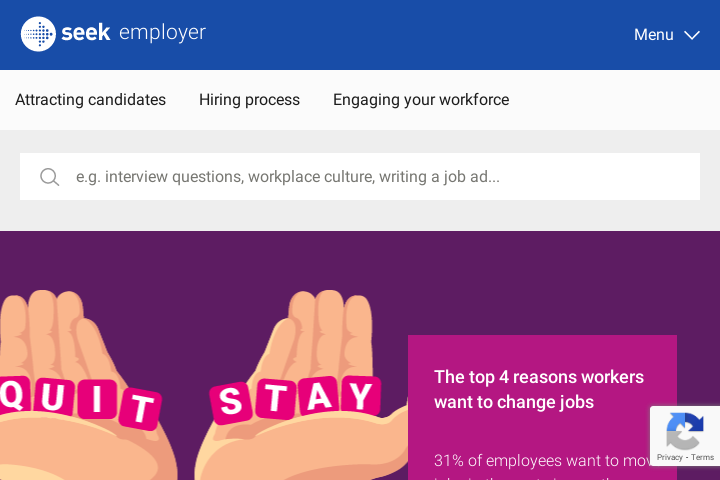 seek employer
Menu
Attracting candidates
Hiring process
Engaging your workforce
e.g. interview questions, workplace culture, writing a job ad...
QUIT
STAY
The top 4 reasons workers
want to change jobs
31% of employees want to mov
Privacy - Terms